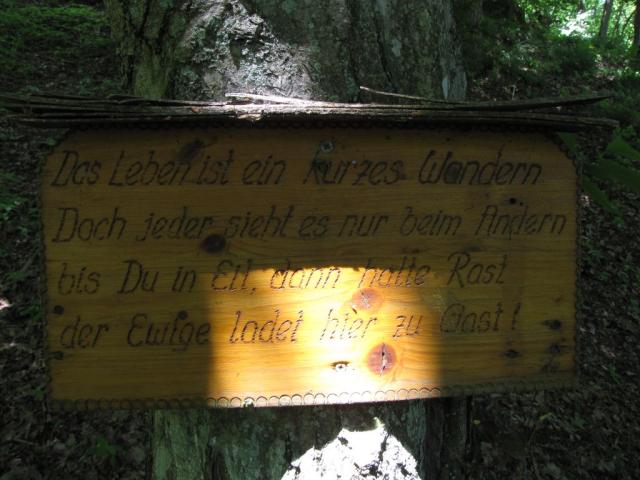 Das Leben ist ein kurzes Wandern
Doch jeder sieht es nur beim Andern
bis Du in Eil, dann halte Rast
der Ewige ladet hier zu Gast!